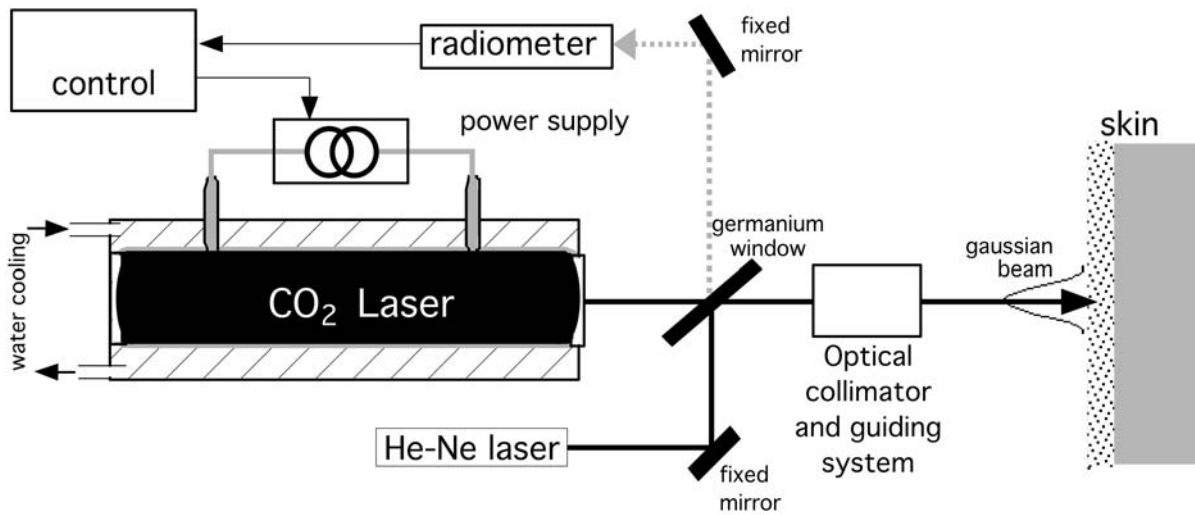 control
radiometer
fixed
mirror
power supply
skin
germanium
window
gaussian
beam
water cooling
CO₂ Laser
Optical
collimator
and guiding
system
He-Ne laser
fixed
mirror